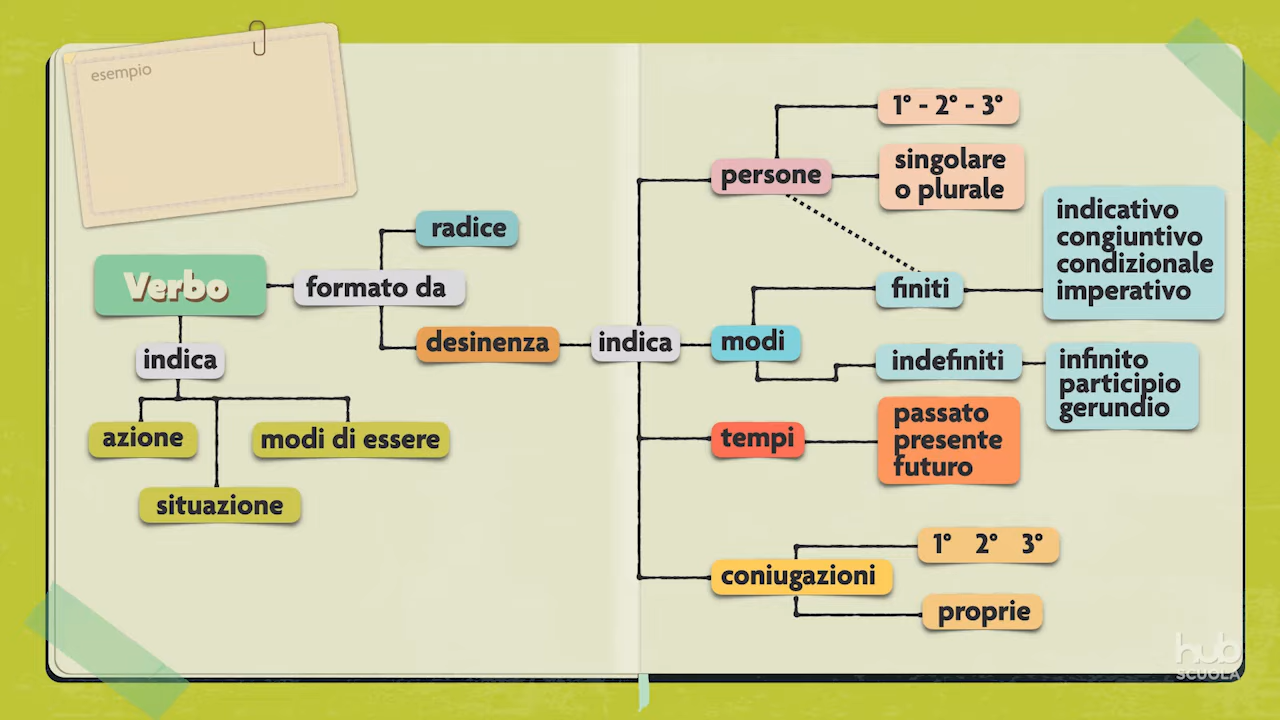 esempio
Verbo
formato da
radice
desinenza
indica
azione
situazione
modi di essere
indica
persone
1° - 2° - 3°
singolare
o plurale
modi
finiti
indicativo
congiuntivo
condizionale
imperativo
indefiniti
infinito
participio
gerundio
tempi
passato
presente
futuro
coniugazioni
1° 2° 3°
proprie
hub
SCUOLA